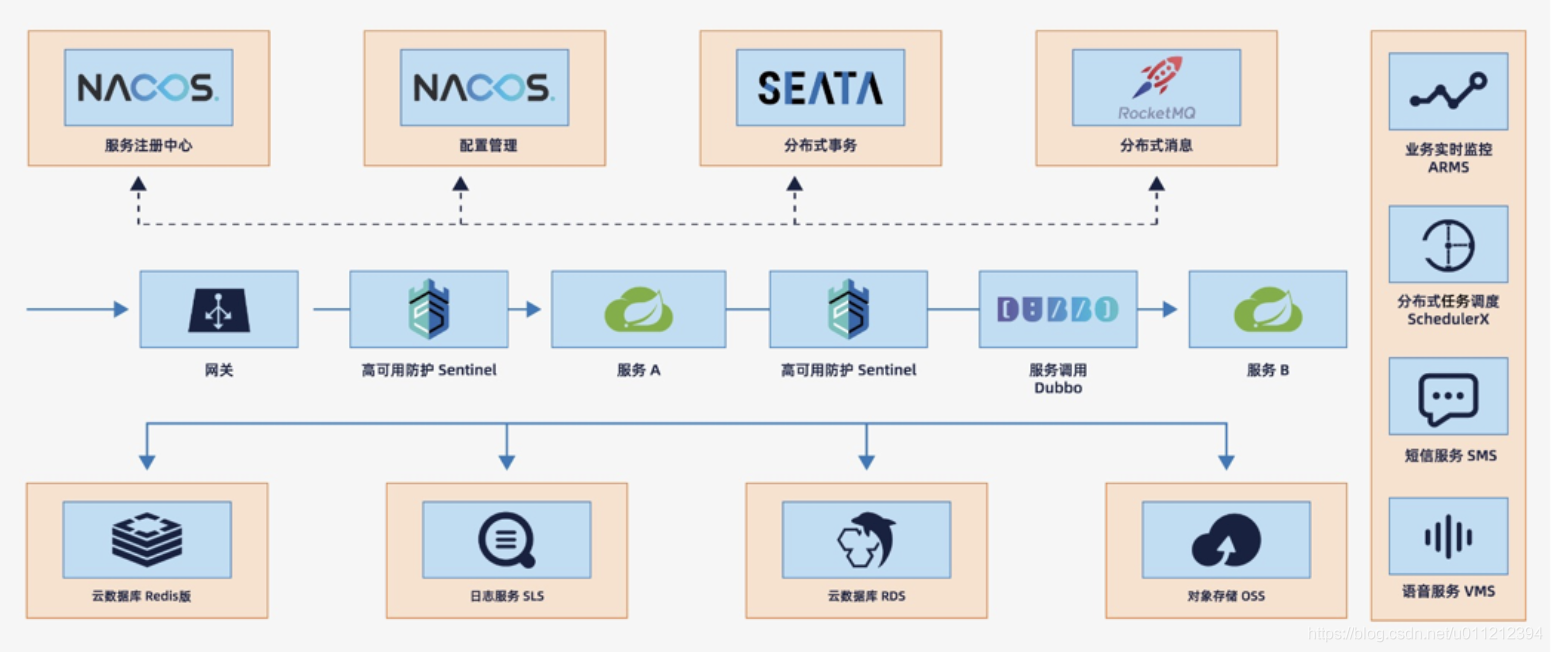 NACOS.
服务注册中心
NACOS.
配置管理
SEATA
分布式事务
RocketMQ
分布式消息
业务实时监控
ARMS
分布式任务调度
SchedulerX
短信服务 SMS
语音服务 VMS
网关
高可用防护 Sentinel
服务 A
高可用防护 Sentinel
DUBBO
服务调用
Dubbo
服务 B
云数据库 Redis版
日志服务 SLS
云数据库 RDS
对象存储 OSS
https://blog.csdn.net/u011212394